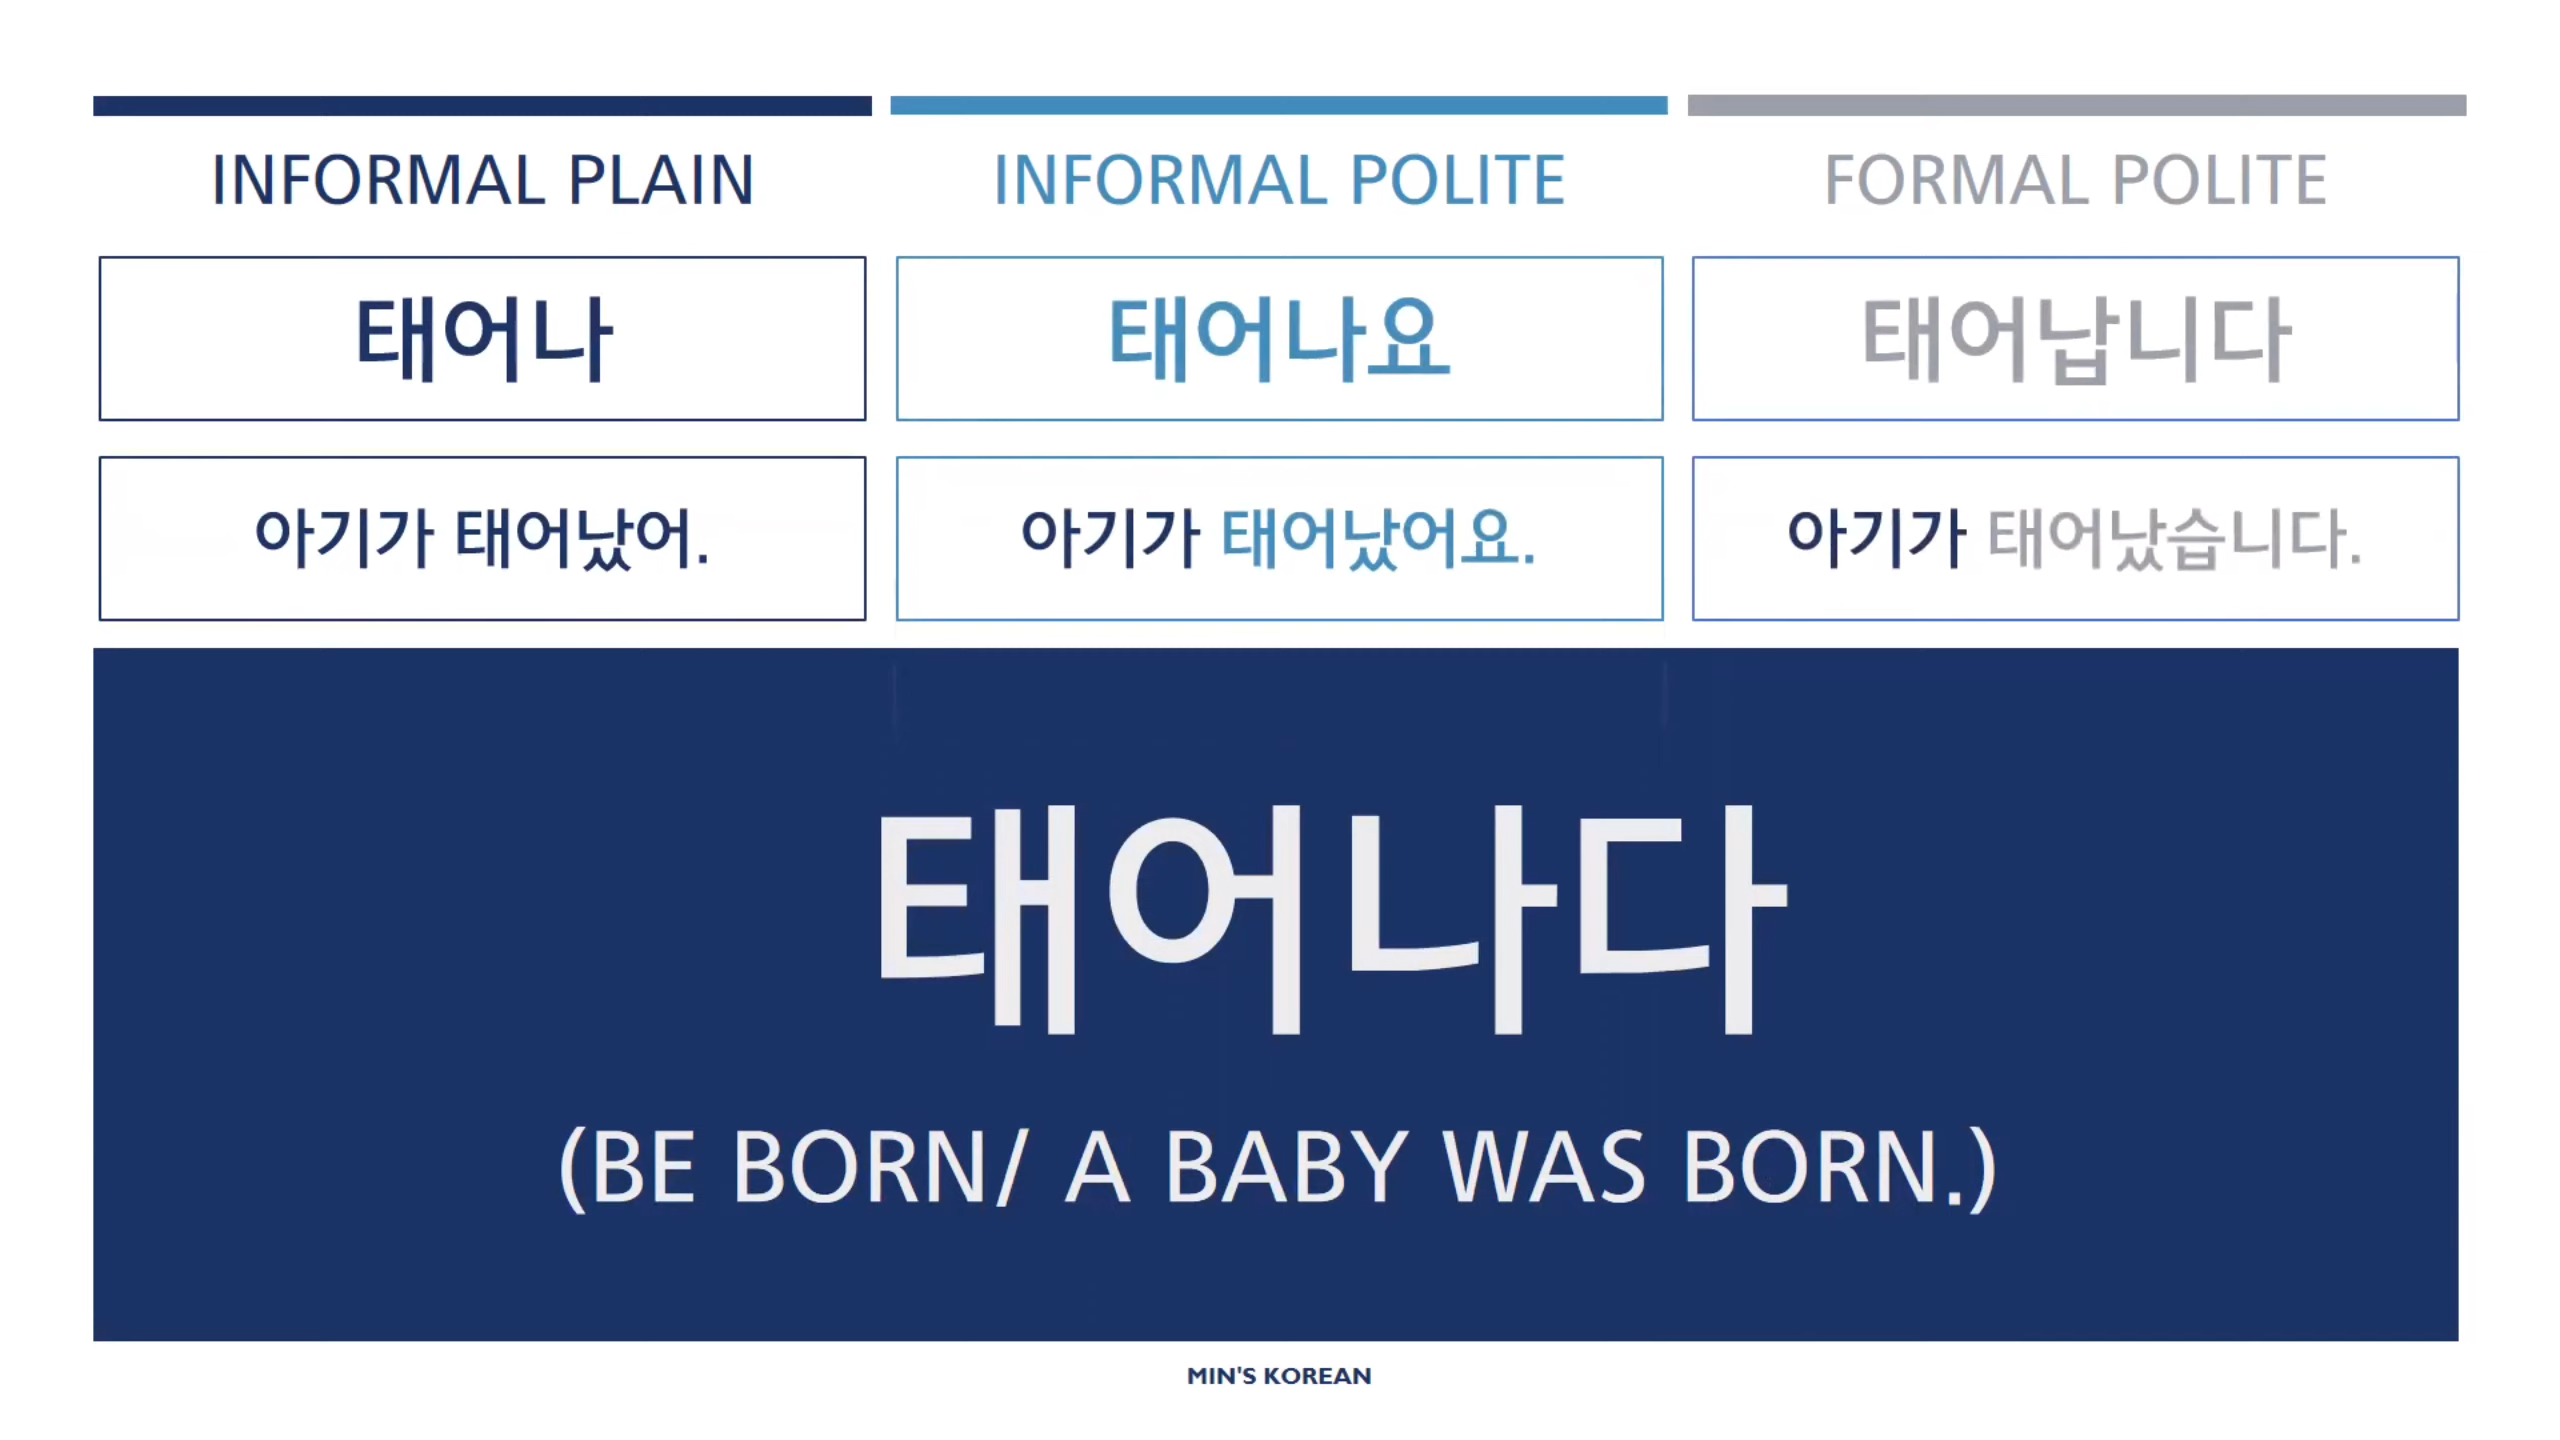 INFORMAL PLAIN
INFORMAL POLITE
FORMAL POLITE
태어나
태어나요
태어납니다
아기가 태어났어.
아기가 태어났어요.
아기가 태어났습니다.
태어나다
(BE BORN/ A BABY WAS BORN.)
MIN'S KOREAN